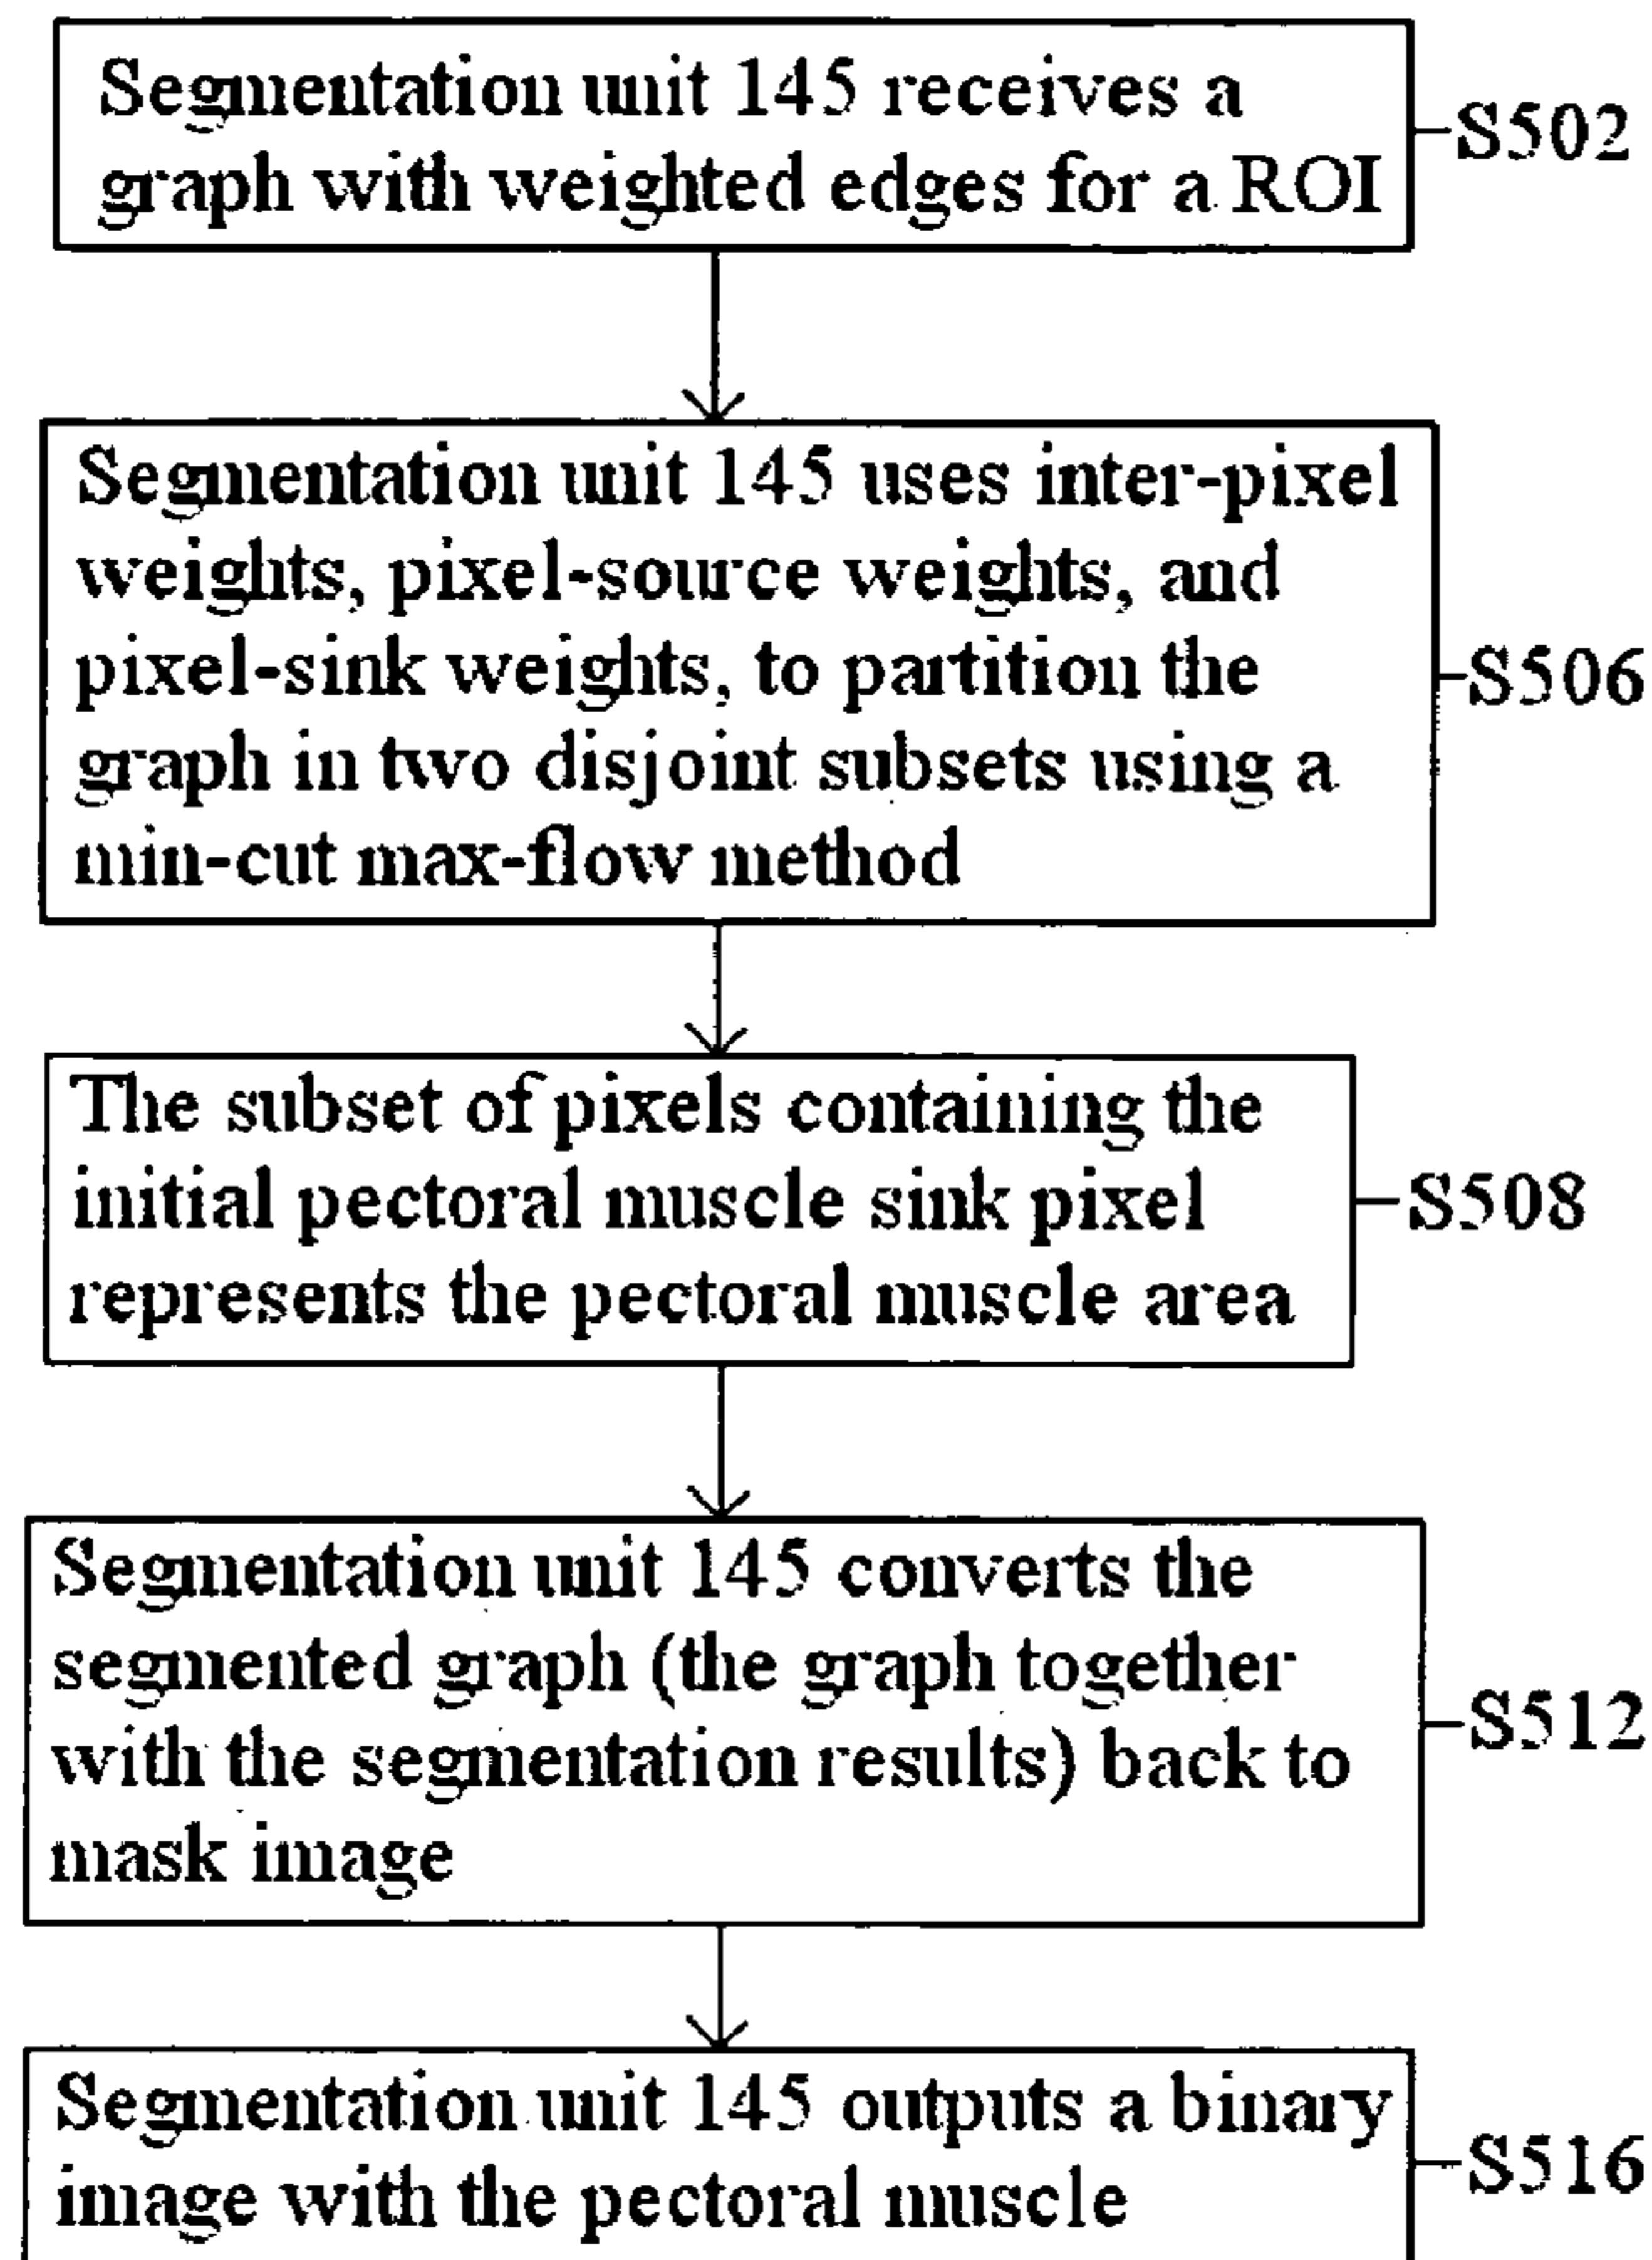 Segmentation unit 145 receives a
graph with weighted edges for a ROI
S502
Segmentation unit 145 uses inter-pixel
weights, pixel-source weights, and
pixel-sink weights, to partition the
graph in two disjoint subsets using a
min-cut max-flow method
S506
The subset of pixels containing the
initial pectoral muscle sink pixel
represents the pectoral muscle area
S508
Segmentation unit 145 converts the
segmented graph (the graph together
with the segmentation results) back to
mask image
S512
Segmentation unit 145 outputs a binary
image with the pectoral muscle
S516